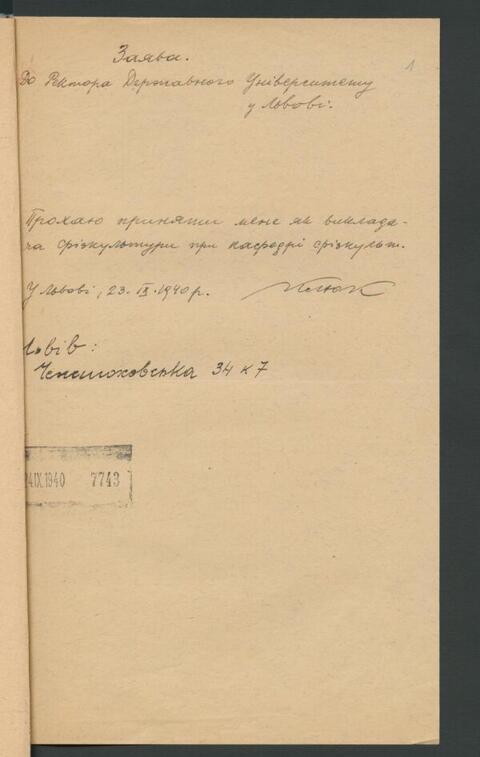 1
Заява.
До Ректора Державного Університету
у Львові.
Прохаю приняти мене як виклада-
ча фізкультури при катедрі фізкульт.
У Львові, 23. IX. 1940 р.
Львів:
34 к 7
24 IX 1940 7743